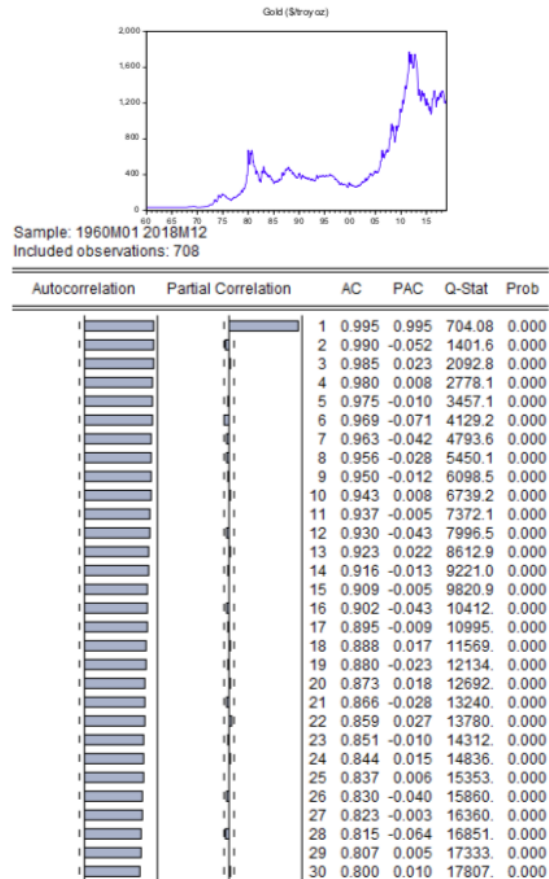 Gold ($/troy oz)
2,000
1,600
1,200
800
400
0
60 65 70 75 80 85 90 95 00 05 10 15
Sample: 1960M01 2018M12
Included observations: 708
Autocorrelation Partial Correlation AC PAC Q-Stat Prob
1 0.995 0.995 704.08 0.000
2 0.990 -0.052 1401.6 0.000
3 0.985 0.023 2092.8 0.000
4 0.980 0.008 2778.1 0.000
5 0.975 -0.010 3457.1 0.000
6 0.969 -0.071 4129.2 0.000
7 0.963 -0.042 4793.6 0.000
8 0.956 -0.028 5450.1 0.000
9 0.950 -0.012 6098.5 0.000
10 0.943 0.008 6739.2 0.000
11 0.937 -0.005 7372.1 0.000
12 0.930 -0.043 7996.5 0.000
13 0.923 0.022 8612.9 0.000
14 0.916 -0.013 9221.0 0.000
15 0.909 -0.005 9820.9 0.000
16 0.902 -0.043 10412. 0.000
17 0.895 -0.009 10995. 0.000
18 0.888 0.017 11569. 0.000
19 0.880 -0.023 12134. 0.000
20 0.873 0.018 12692. 0.000
21 0.866 -0.028 13240. 0.000
22 0.859 0.027 13780. 0.000
23 0.851 -0.010 14312. 0.000
24 0.844 0.015 14836. 0.000
25 0.837 0.006 15353. 0.000
26 0.830 -0.040 15860. 0.000
27 0.823 -0.003 16360. 0.000
28 0.815 -0.064 16851. 0.000
29 0.807 0.005 17333. 0.000
30 0.800 0.010 17807. 0.000